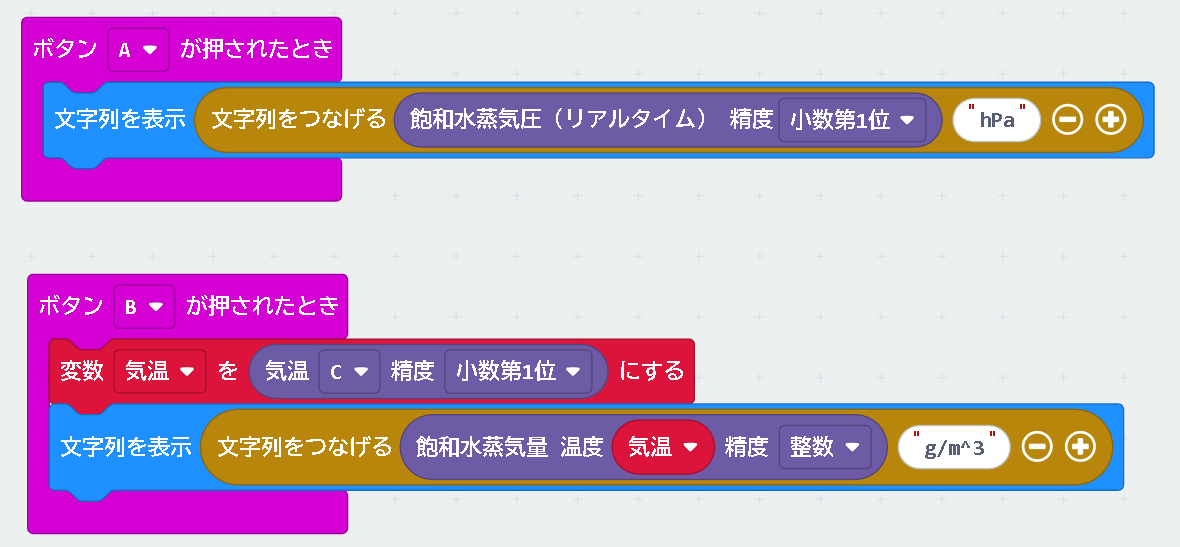 ボタン A が押されたとき
文字列を表示 文字列をつなげる 飽和水蒸気圧（リアルタイム） 精度 小数第1位 "hPa"
ボタン B が押されたとき
変数 気温 を 気温 C 精度 小数第1位 にする
文字列を表示 文字列をつなげる 飽和水蒸気量 温度 気温 精度 整数 "g/m^3"